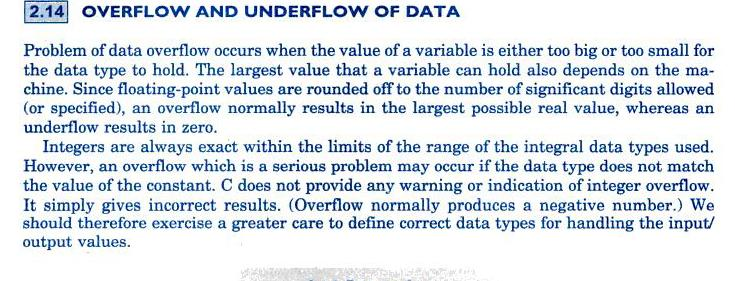 2.14 OVERFLOW AND UNDERFLOW OF DATA
Problem of data overflow occurs when the value of a variable is either too big or too small for
the data type to hold. The largest value that a variable can hold also depends on the ma-
chine. Since floating-point values are rounded off to the number of significant digits allowed
(or specified), an overflow normally results in the largest possible real value, whereas an
underflow results in zero.
Integers are always exact within the limits of the range of the integral data types used.
However, an overflow which is a serious problem may occur if the data type does not match
the value of the constant. C does not provide any warning or indication of integer overflow.
It simply gives incorrect results. (Overflow normally produces a negative number.) We
should therefore exercise a greater care to define correct data types for handling the input/
output values.